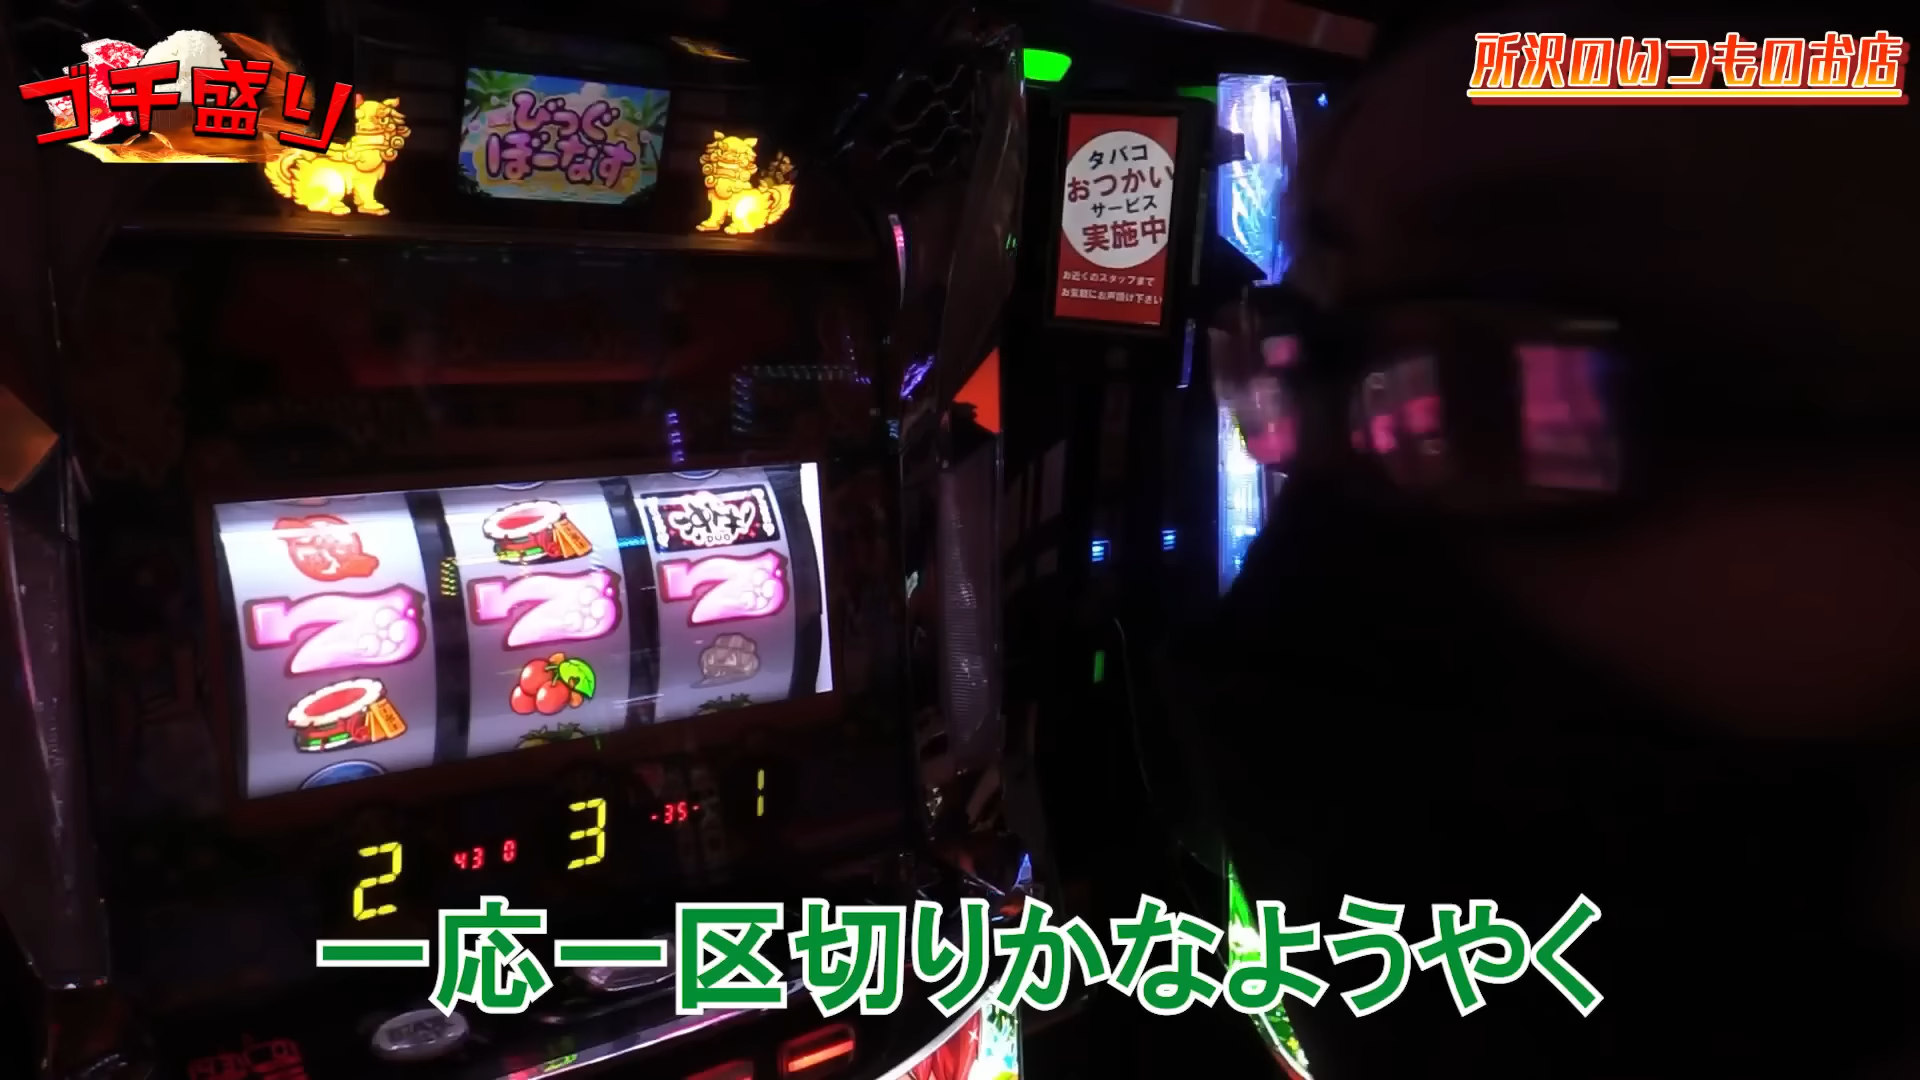 ゴチ盛り
所沢のいつものお店
びっぐ
ぼーなす
タバコ
おつかい
サービス
実施中
お近くのスタッフまで
お気軽にお声掛け下さい
DUO
2
43 0
3
-35-
1
一応一区切りかなようやく